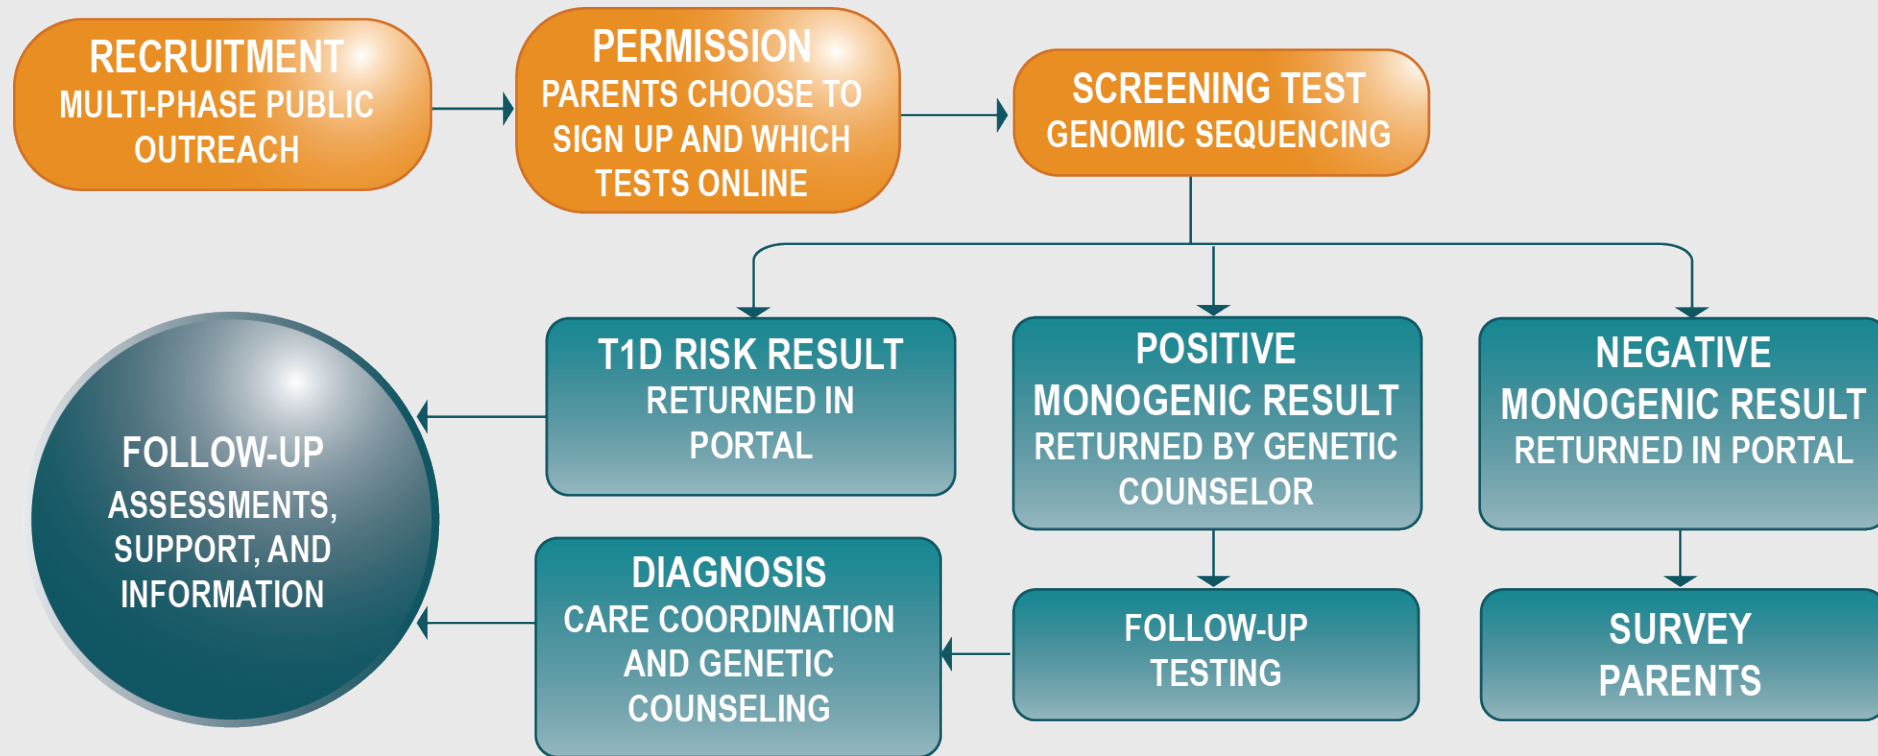 RECRUITMENT
MULTI-PHASE PUBLIC
OUTREACH
PERMISSION
PARENTS CHOOSE TO
SIGN UP AND WHICH
TESTS ONLINE
SCREENING TEST
GENOMIC SEQUENCING
T1D RISK RESULT
RETURNED IN
PORTAL
POSITIVE
MONOGENIC RESULT
RETURNED BY GENETIC
COUNSELOR
NEGATIVE
MONOGENIC RESULT
RETURNED IN PORTAL
FOLLOW-UP
ASSESSMENTS,
SUPPORT, AND
INFORMATION
DIAGNOSIS
CARE COORDINATION
AND GENETIC
COUNSELING
FOLLOW-UP
TESTING
SURVEY
PARENTS